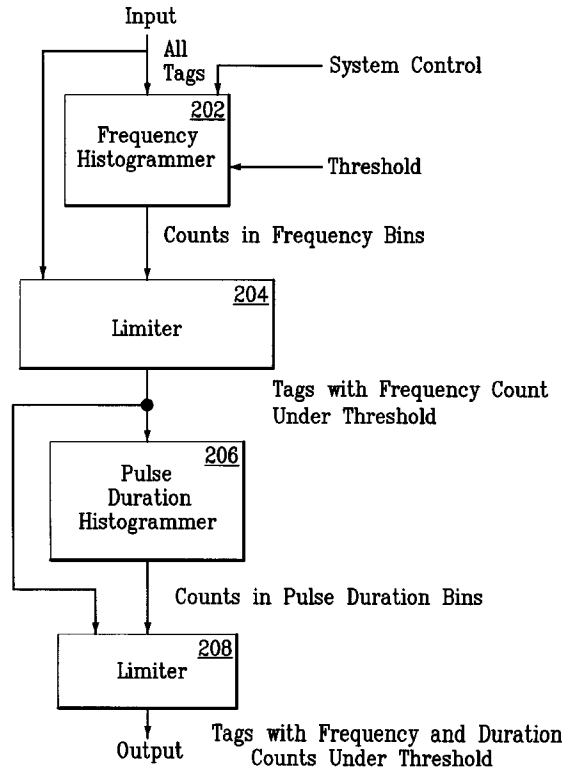 Input
All
Tags
System Control
202
Frequency
Histogrammer
Threshold
Counts in Frequency Bins
204
Limiter
Tags with Frequency Count
Under Threshold
206
Pulse
Duration
Histogrammer
Counts in Pulse Duration Bins
208
Limiter
Output
Tags with Frequency and Duration
Counts Under Threshold